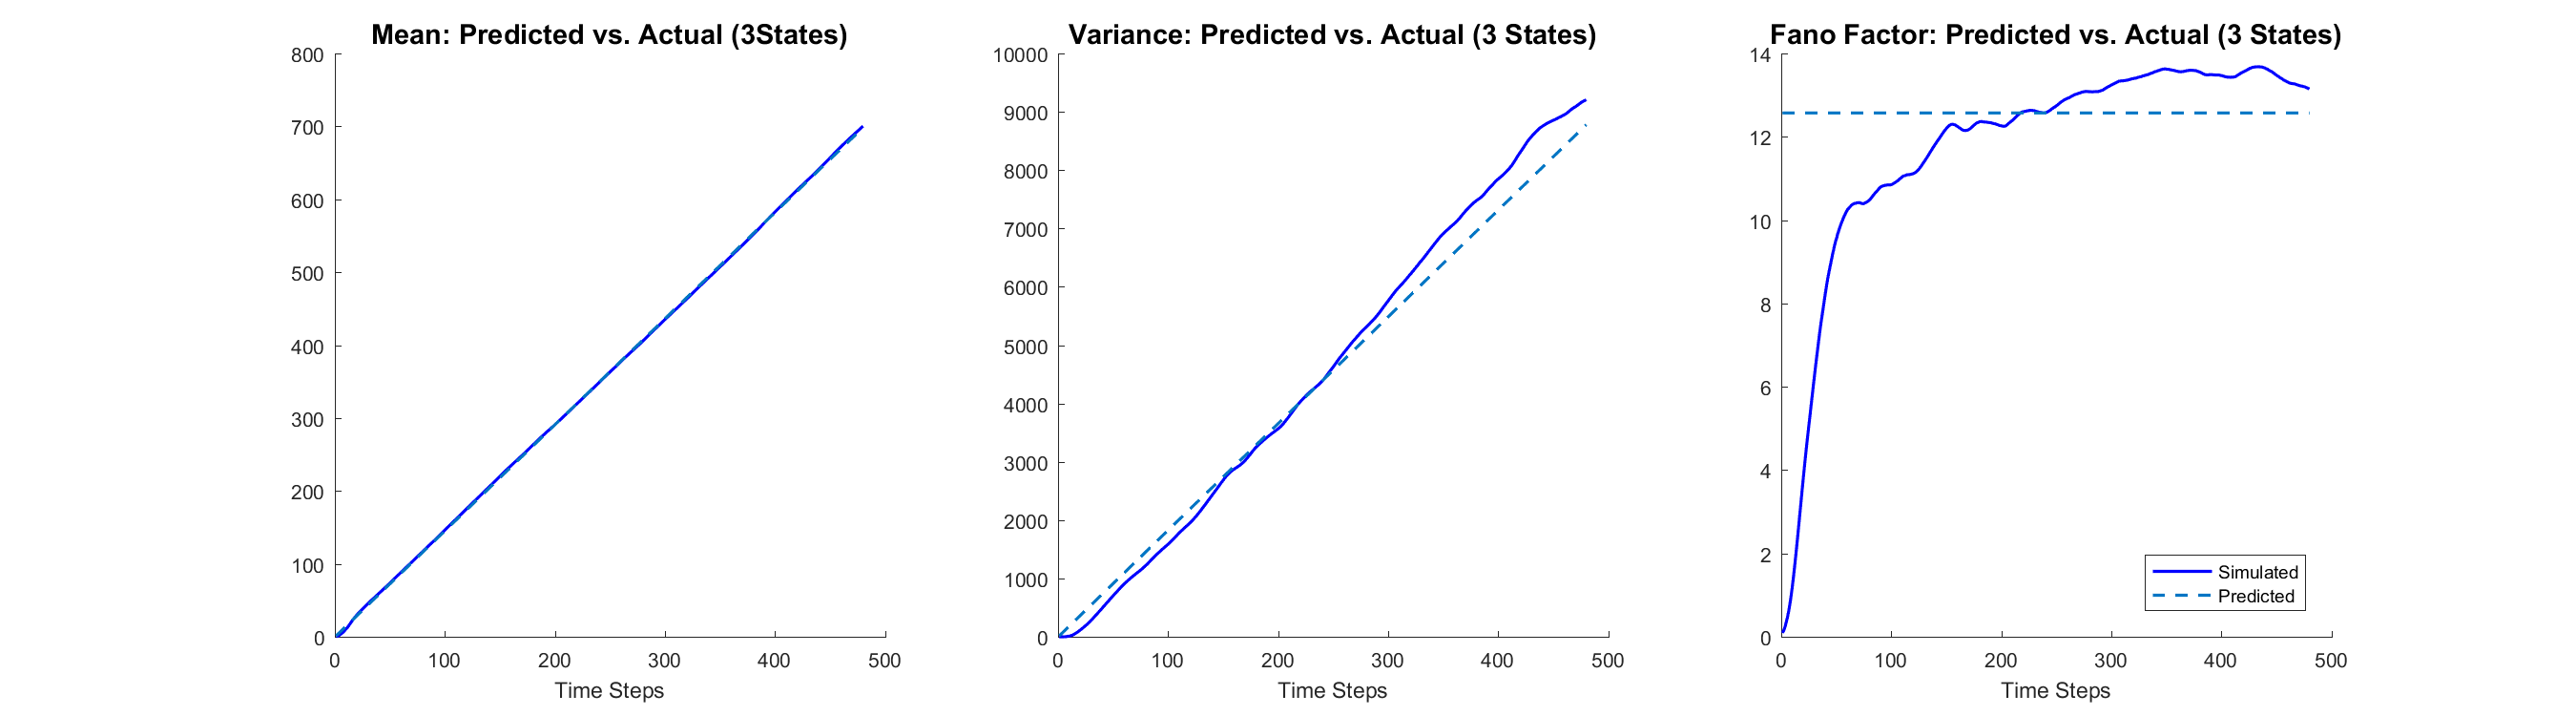 Mean: Predicted vs. Actual (3States)
800
700
600
500
400
300
200
100
0
0 100 200 300 400 500
Time Steps
Variance: Predicted vs. Actual (3 States)
10000
9000
8000
7000
6000
5000
4000
3000
2000
1000
0
0 100 200 300 400 500
Time Steps
Fano Factor: Predicted vs. Actual (3 States)
14
12
10
8
6
4
2
0
0 100 200 300 400 500
Time Steps
Simulated
Predicted